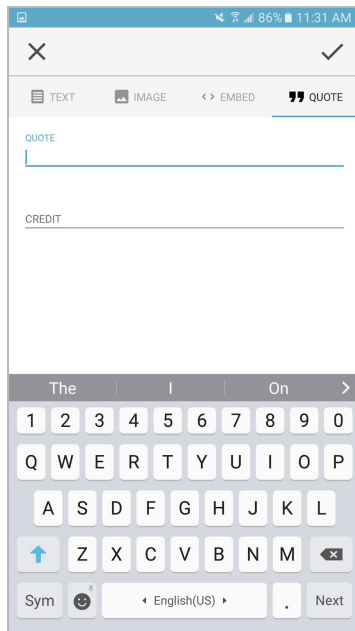 86% 11:31 AM
TEXT IMAGE <> EMBED QUOTE
QUOTE
CREDIT
The I On >
1 2 3 4 5 6 7 8 9 0
Q W E R T Y U I O P
A S D F G H J K L
Z X C V B N M
Sym English(US) . Next